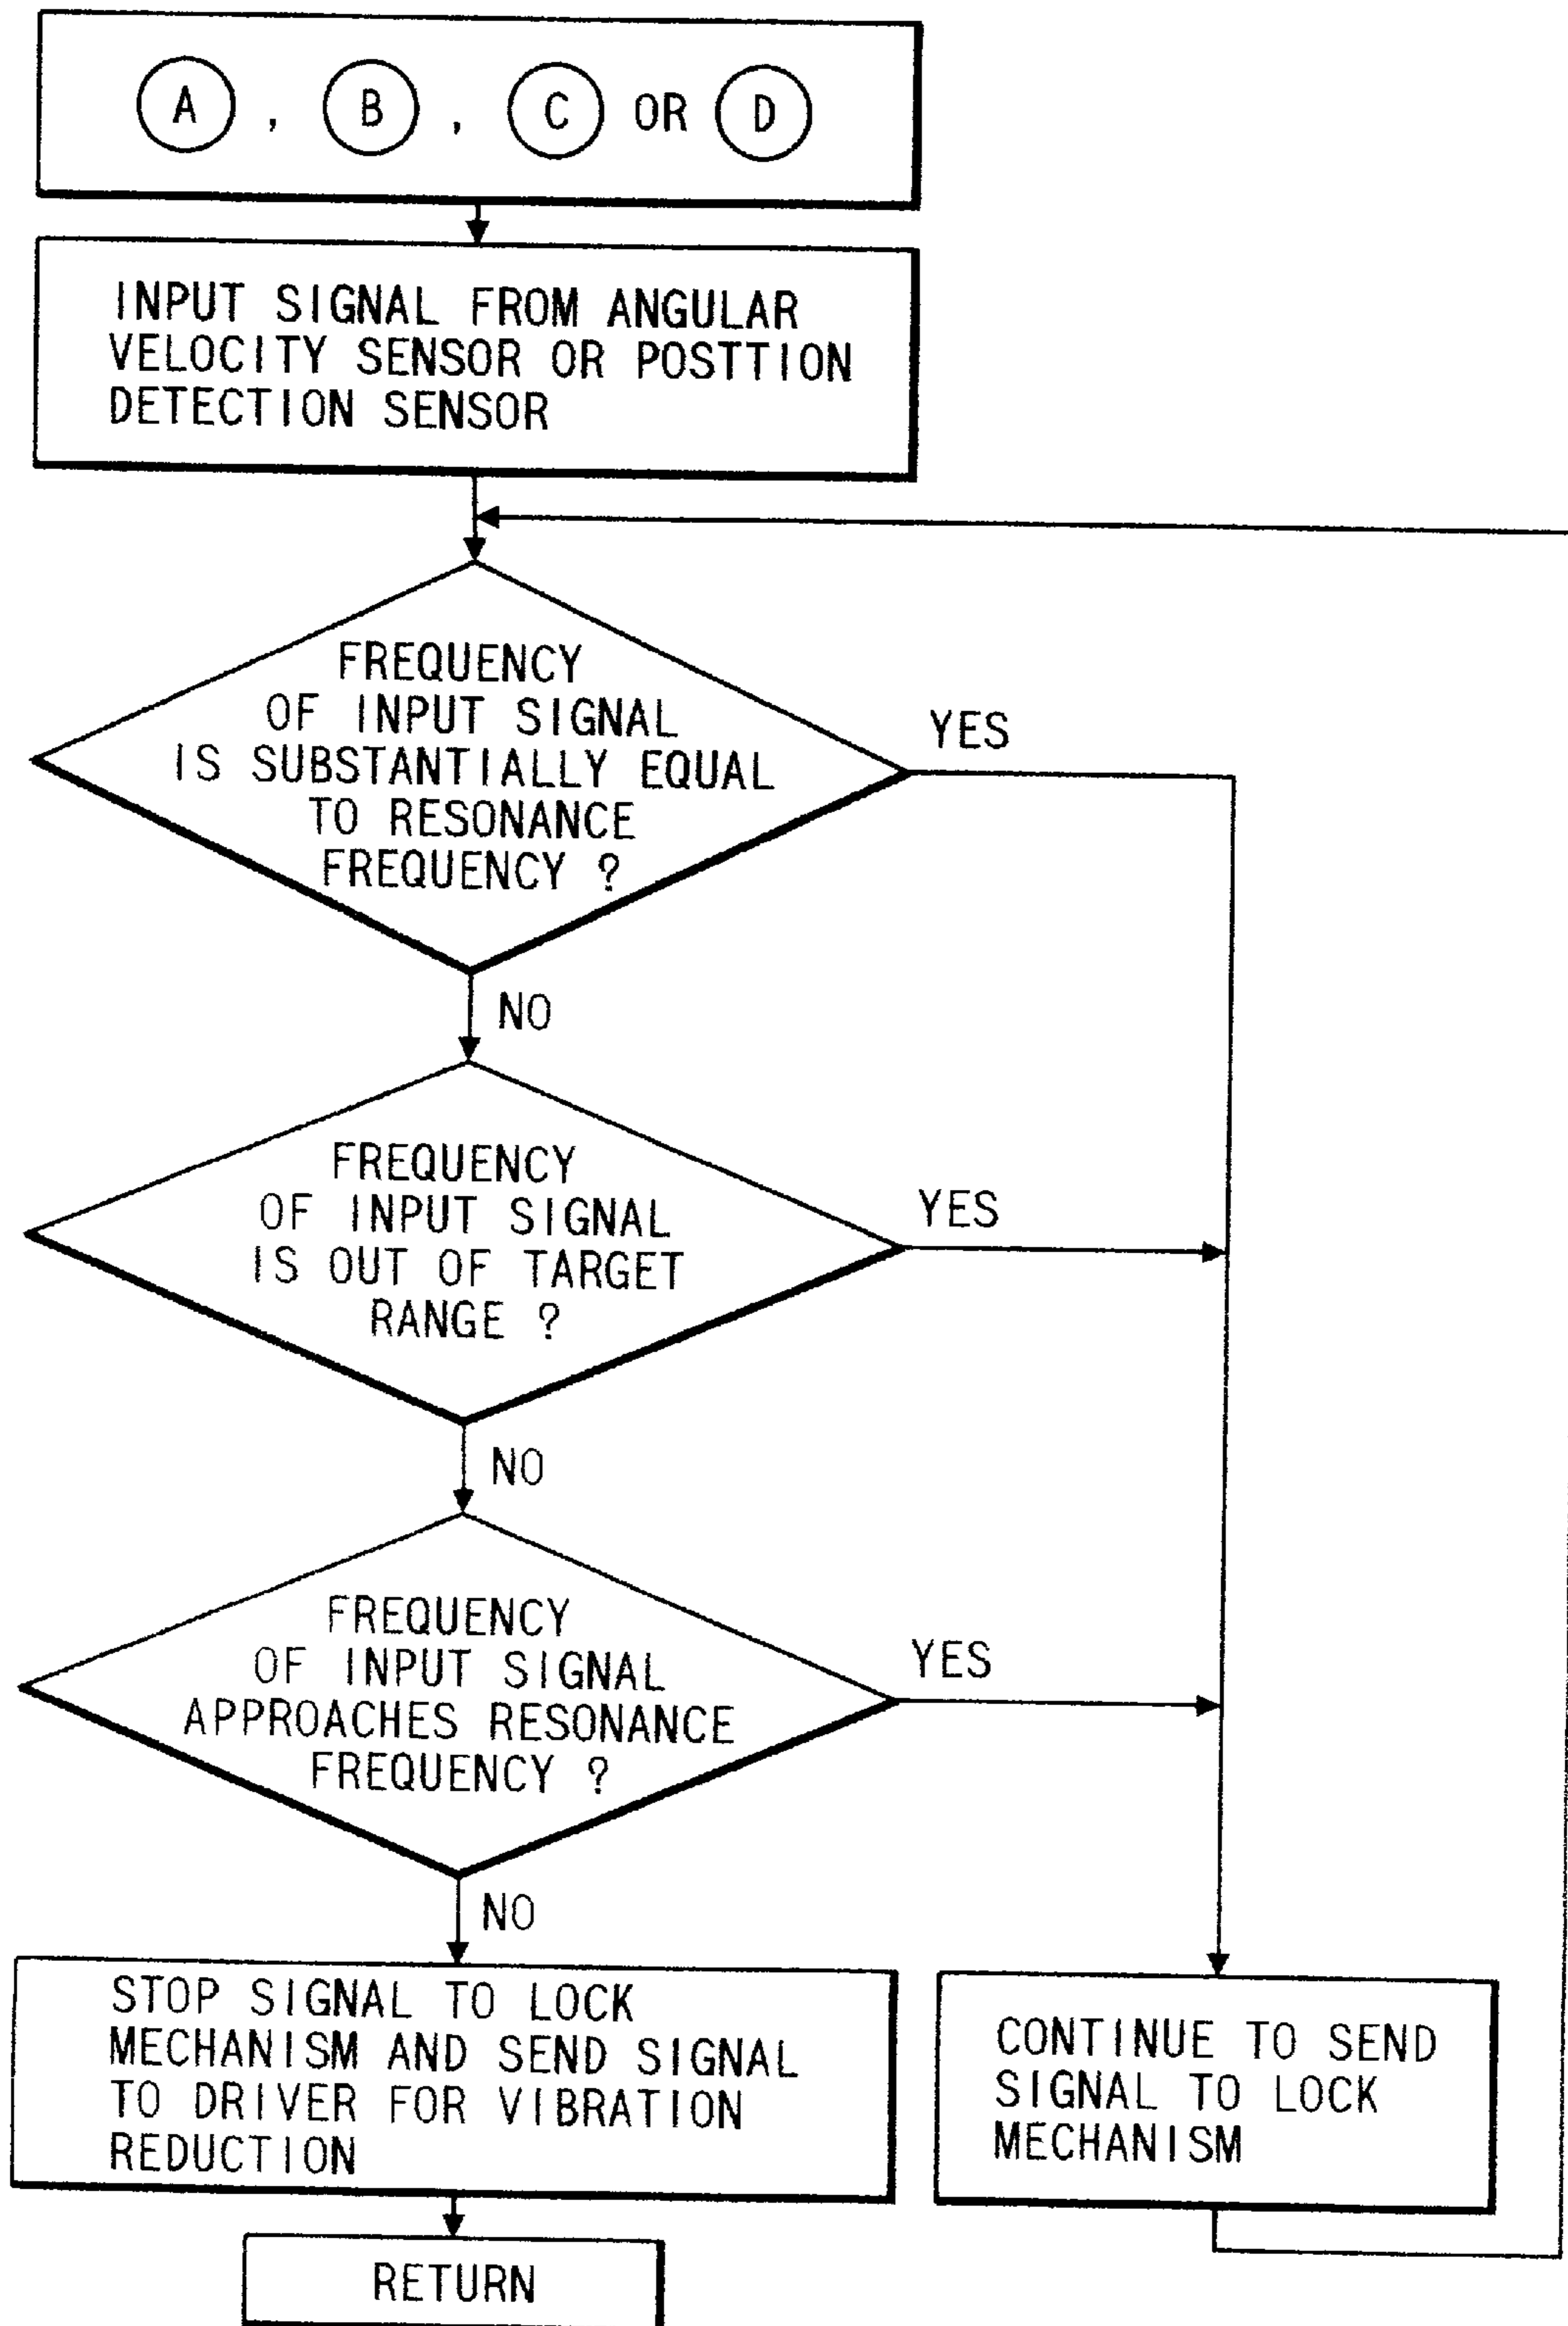 A , B , C OR D
INPUT SIGNAL FROM ANGULAR
VELOCITY SENSOR OR POSTTION
DETECTION SENSOR
FREQUENCY
OF INPUT SIGNAL
IS SUBSTANTIALLY EQUAL
TO RESONANCE
FREQUENCY ?
YES
NO
FREQUENCY
OF INPUT SIGNAL
IS OUT OF TARGET
RANGE ?
YES
NO
FREQUENCY
OF INPUT SIGNAL
APPROACHES RESONANCE
FREQUENCY ?
YES
NO
STOP SIGNAL TO LOCK
MECHANISM AND SEND SIGNAL
TO DRIVER FOR VIBRATION
REDUCTION
CONTINUE TO SEND
SIGNAL TO LOCK
MECHANISM
RETURN